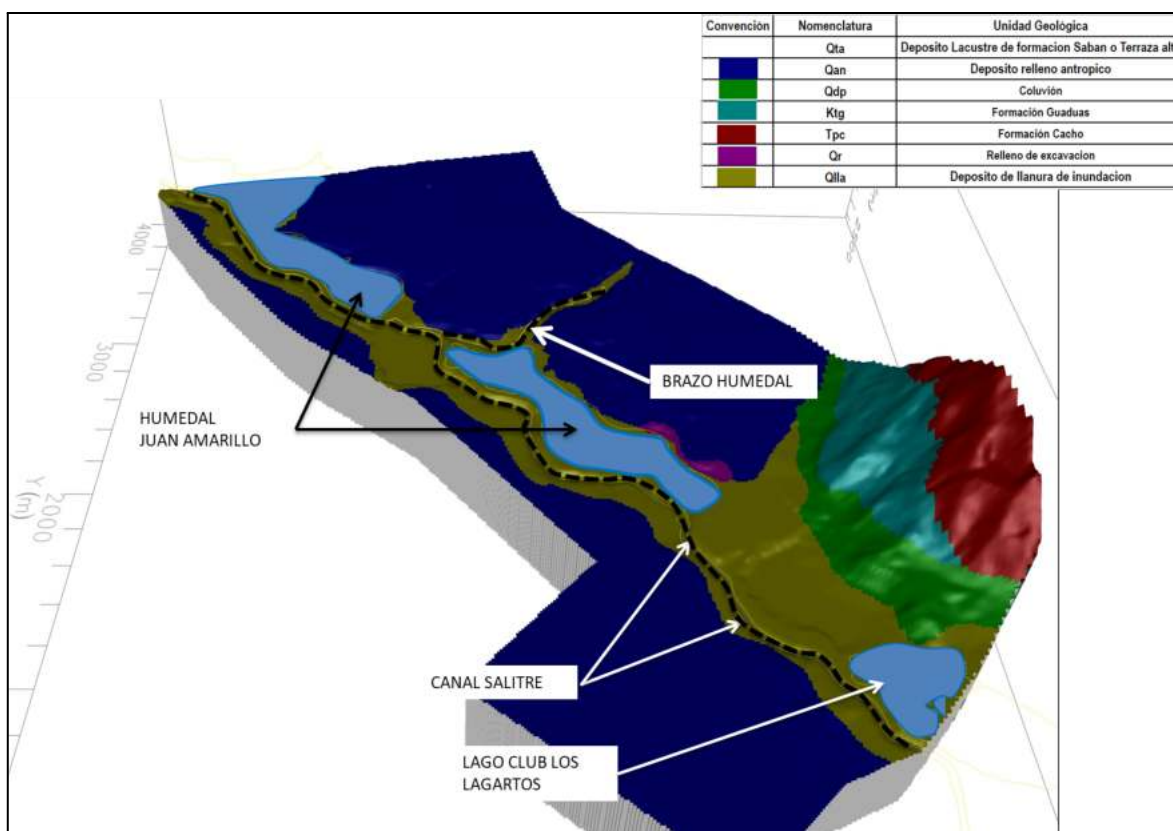 Convención Nomenclatura Unidad Geológica
Qta Deposito Lacustre de formacion Saban o Terraza alt
Qan Deposito relleno antropico
Qdp Coluvión
Ktg Formación Guaduas
Tpc Formación Cacho
Qr Relleno de excavacion
Qlla Deposito de llanura de inundacion
4000
3000
2000
Y (m)
BRAZO HUMEDAL
HUMEDAL
JUAN AMARILLO
CANAL SALITRE
LAGO CLUB LOS
LAGARTOS